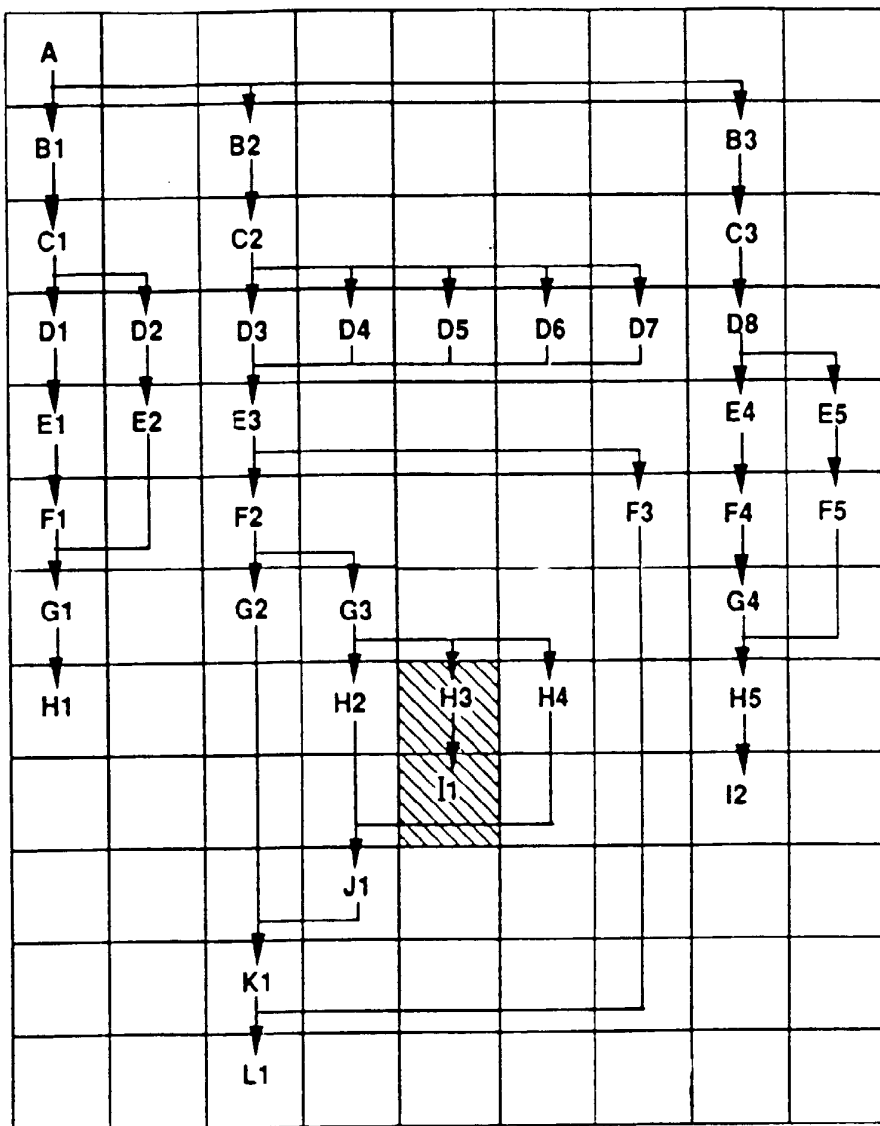 A
B1 B2 B3
C1 C2 C3
D1 D2 D3 D4 D5 D6 D7 D8
E1 E2 E3 E4 E5
F1 F2 F3 F4 F5
G1 G2 G3 G4
H1 H2 H3 H4 H5
I1 I2
J1
K1
L1